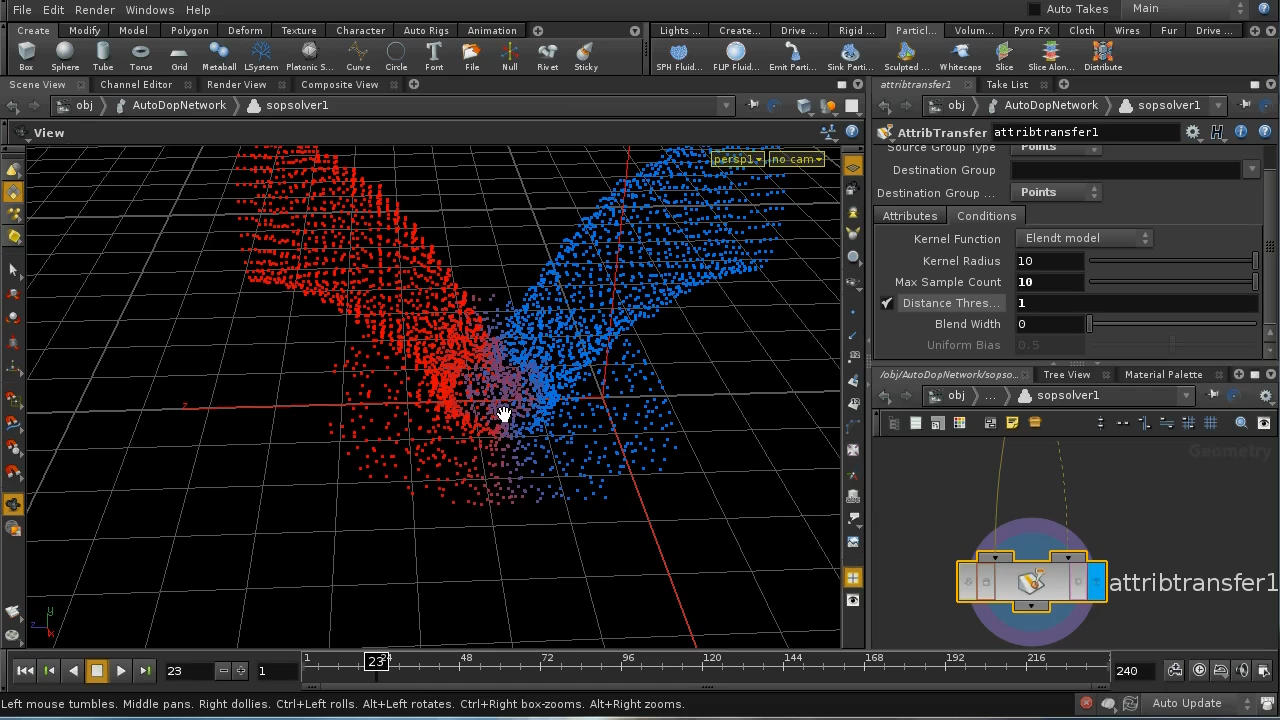 File Edit Render Windows Help Auto Takes Main
Create Modify Model Polygon Deform Texture Character Auto Rigs Animation Lights ... Create... Drive ... Rigid ... Particl... Volum... Pyro FX Cloth Wires Fur Drive ...
Box Sphere Tube Torus Grid Metaball LSystem Platonic S... Curve Circle Font File Null Rivet Sticky SPH Fluid... FLIP Fluid... Emit Parti... Sink Parti... Sculpted ... Whitecaps Slice Slice Alon... Distribute
Scene View Channel Editor Render View Composite View attribtransfer1 Take List
obj AutoDopNetwork sopsolver1 obj AutoDopNetwork sopsolver1
View AttribTransfer attribtransfer1
persp1 no cam
Source Group Type Points
Destination Group
Destination Group ... Points
Attributes Conditions
Kernel Function Elendt model
Kernel Radius 10
Max Sample Count 10
Distance Thres... 1
Blend Width 0
Uniform Bias 0.5
/obj/AutoDopNetwork/sopso... Tree View Material Palette
obj ... sopsolver1
Geometry
z
attribtransfer1
y
z x
23 1 1 23 24 48 72 96 120 144 168 192 216 240
Left mouse tumbles. Middle pans. Right dollies. Ctrl+Left rolls. Alt+Left rotates. Ctrl+Right box-zooms. Alt+Right zooms. Auto Update